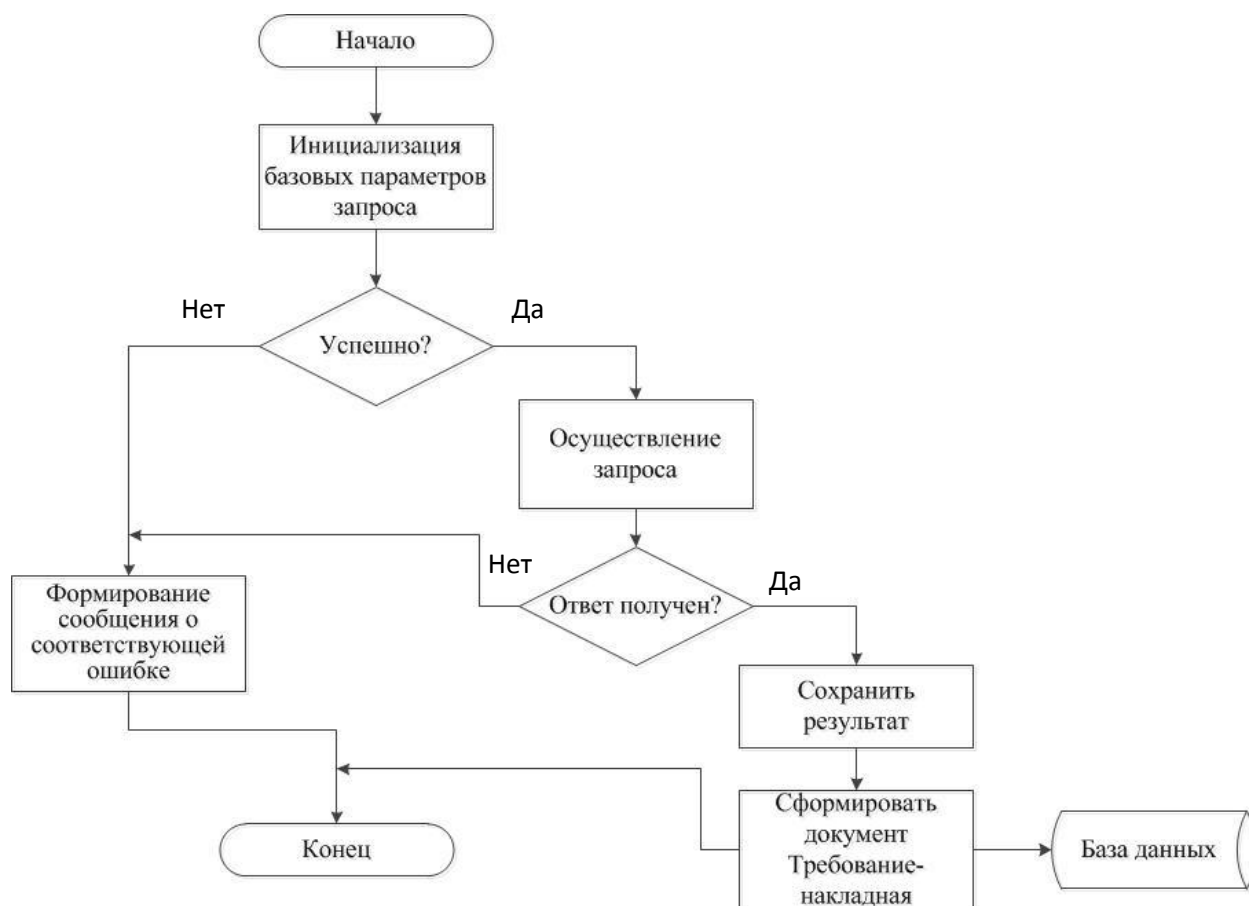 Начало
Инициализация
базовых параметров
запроса
Нет
Да
Успешно?
Осуществление
запроса
Нет
Да
Ответ получен?
Формирование
сообщения о
соответствующей
ошибке
Сохранить
результат
Сформировать
документ
Требование-
накладная
База данных
Конец